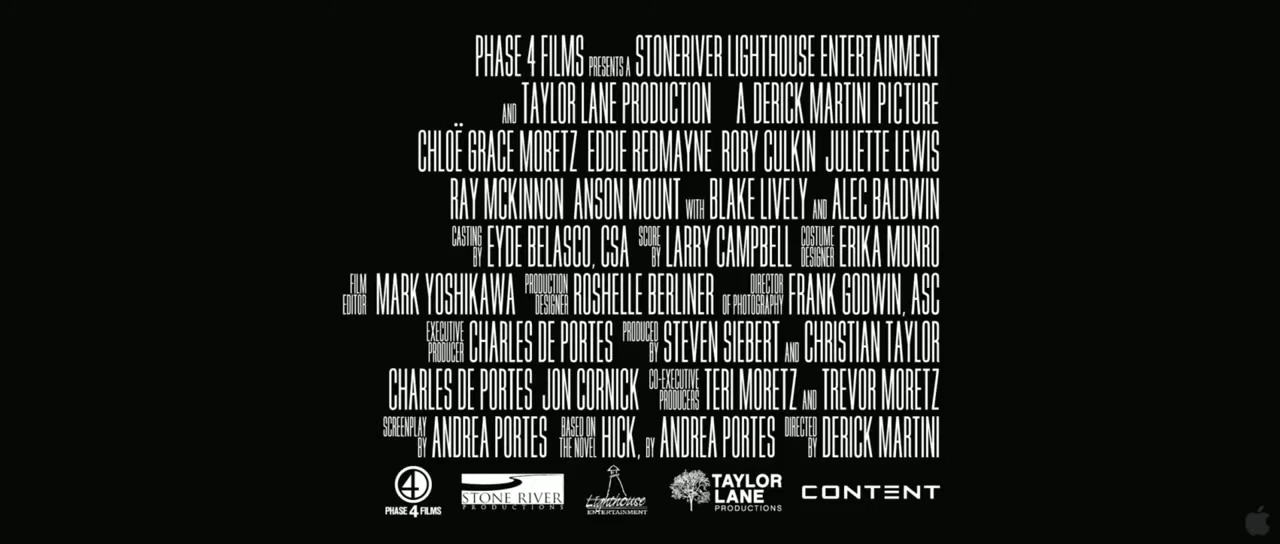 PHASE 4 FILMS PRESENTS A STONERIVER LIGHTHOUSE ENTERTAINMENT
AND TAYLOR LANE PRODUCTION A DERICK MARTINI PICTURE
CHLOË GRACE MORETZ EDDIE REDMAYNE RORY CULKIN JULIETTE LEWIS
RAY MCKINNON ANSON MOUNT WITH BLAKE LIVELY AND ALEC BALDWIN
CASTING BY EYDE BELASCO, CSA SCORE BY LARRY CAMPBELL COSTUME DESIGNER ERIKA MUNRO
FILM EDITOR MARK YOSHIKAWA PRODUCTION DESIGNER ROSHELLE BERLINER DIRECTOR OF PHOTOGRAPHY FRANK GODWIN, ASC
EXECUTIVE PRODUCER CHARLES DE PORTES PRODUCED BY STEVEN SIEBERT AND CHRISTIAN TAYLOR
CHARLES DE PORTES JON CORNICK CO-EXECUTIVE PRODUCERS TERI MORETZ AND TREVOR MORETZ
SCREENPLAY BY ANDREA PORTES BASED ON THE NOVEL HICK, BY ANDREA PORTES DIRECTED BY DERICK MARTINI
4 PHASE 4 FILMS
STONE RIVER PRODUCTIONS
Lighthouse ENTERTAINMENT
TAYLOR LANE PRODUCTIONS
CONTENT